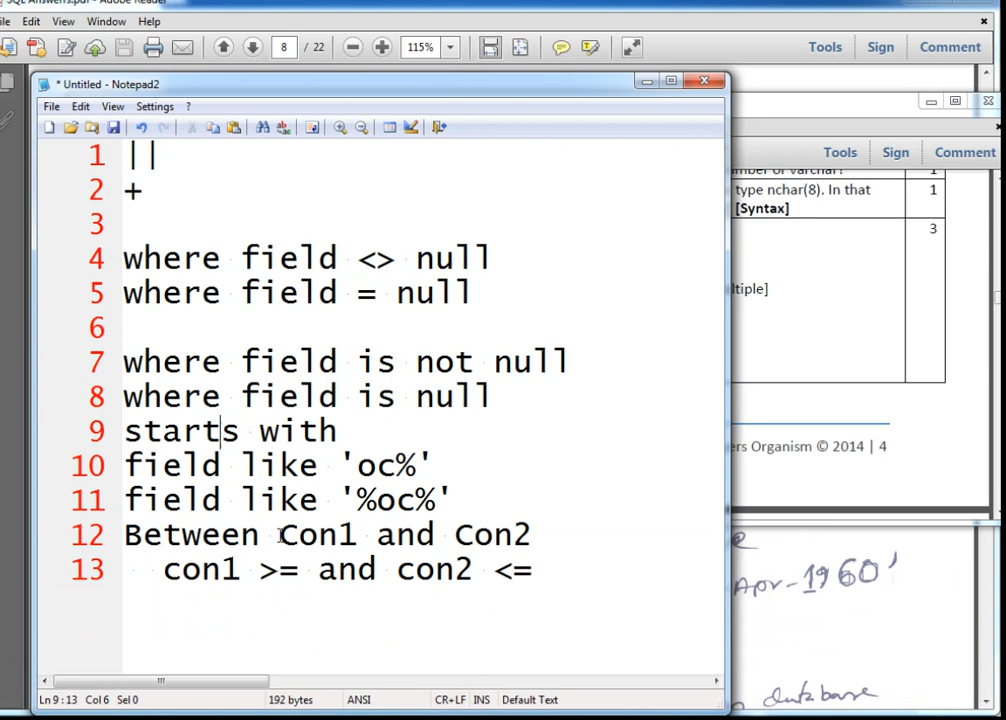 SQL Answers.pdf - Adobe Reader
Edit View Window Help
8 / 22 115% Tools Sign Comment
* Untitled - Notepad2
File Edit View Settings ?
1 ||
2 +
3
4 where field <> null
5 where field = null
6
7 where field is not null
8 where field is null
9 starts with
10 field like 'oc%'
11 field like '%oc%'
12 Between Con1 and Con2
13 con1 >= and con2 <=
Ln 9 : 13 Col 6 Sel 0 192 bytes ANSI CR+LF INS Default Text
Tools Sign Comment
number of varchar? 1
type nchar(8). In that 1
[Syntax]
3
ltiple]
ers Organism © 2014 | 4
Apr-1960'
database